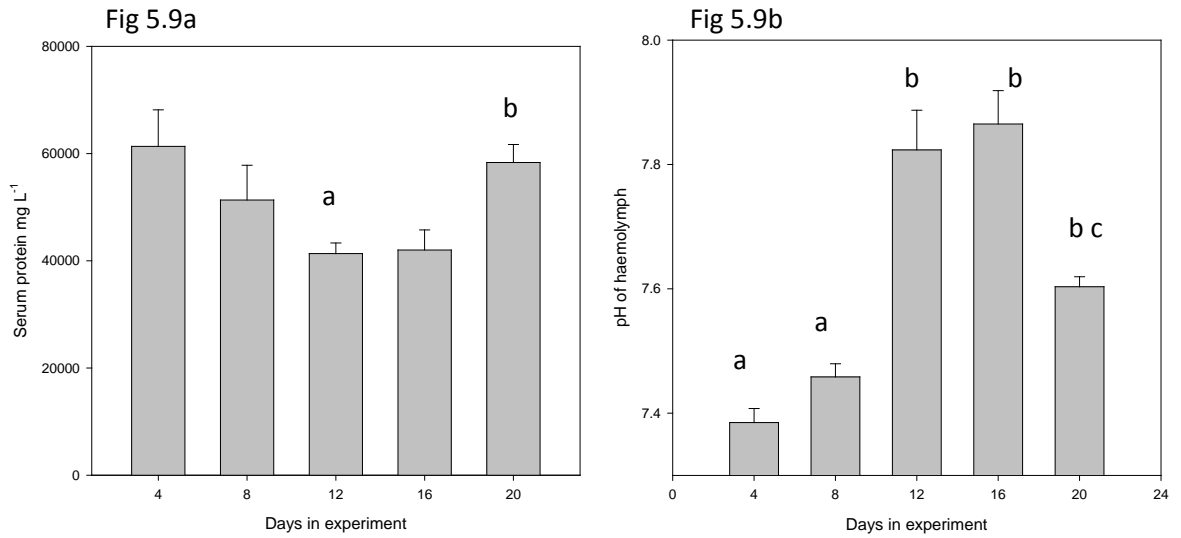 Fig 5.9a
80000
60000
40000
20000
0
Serum protein mg L⁻¹
a
b
4 8 12 16 20
Days in experiment
Fig 5.9b
8.0
7.8
7.6
7.4
pH of haemolymph
a
a
b
b
b c
0 4 8 12 16 20 24
Days in experiment